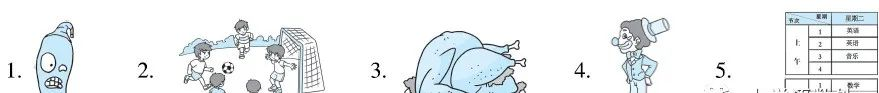 1. 2. 3. 4. 5.
星期 星期二
节次
上午 1 英语
2 英语
3 音乐
4
1 数学